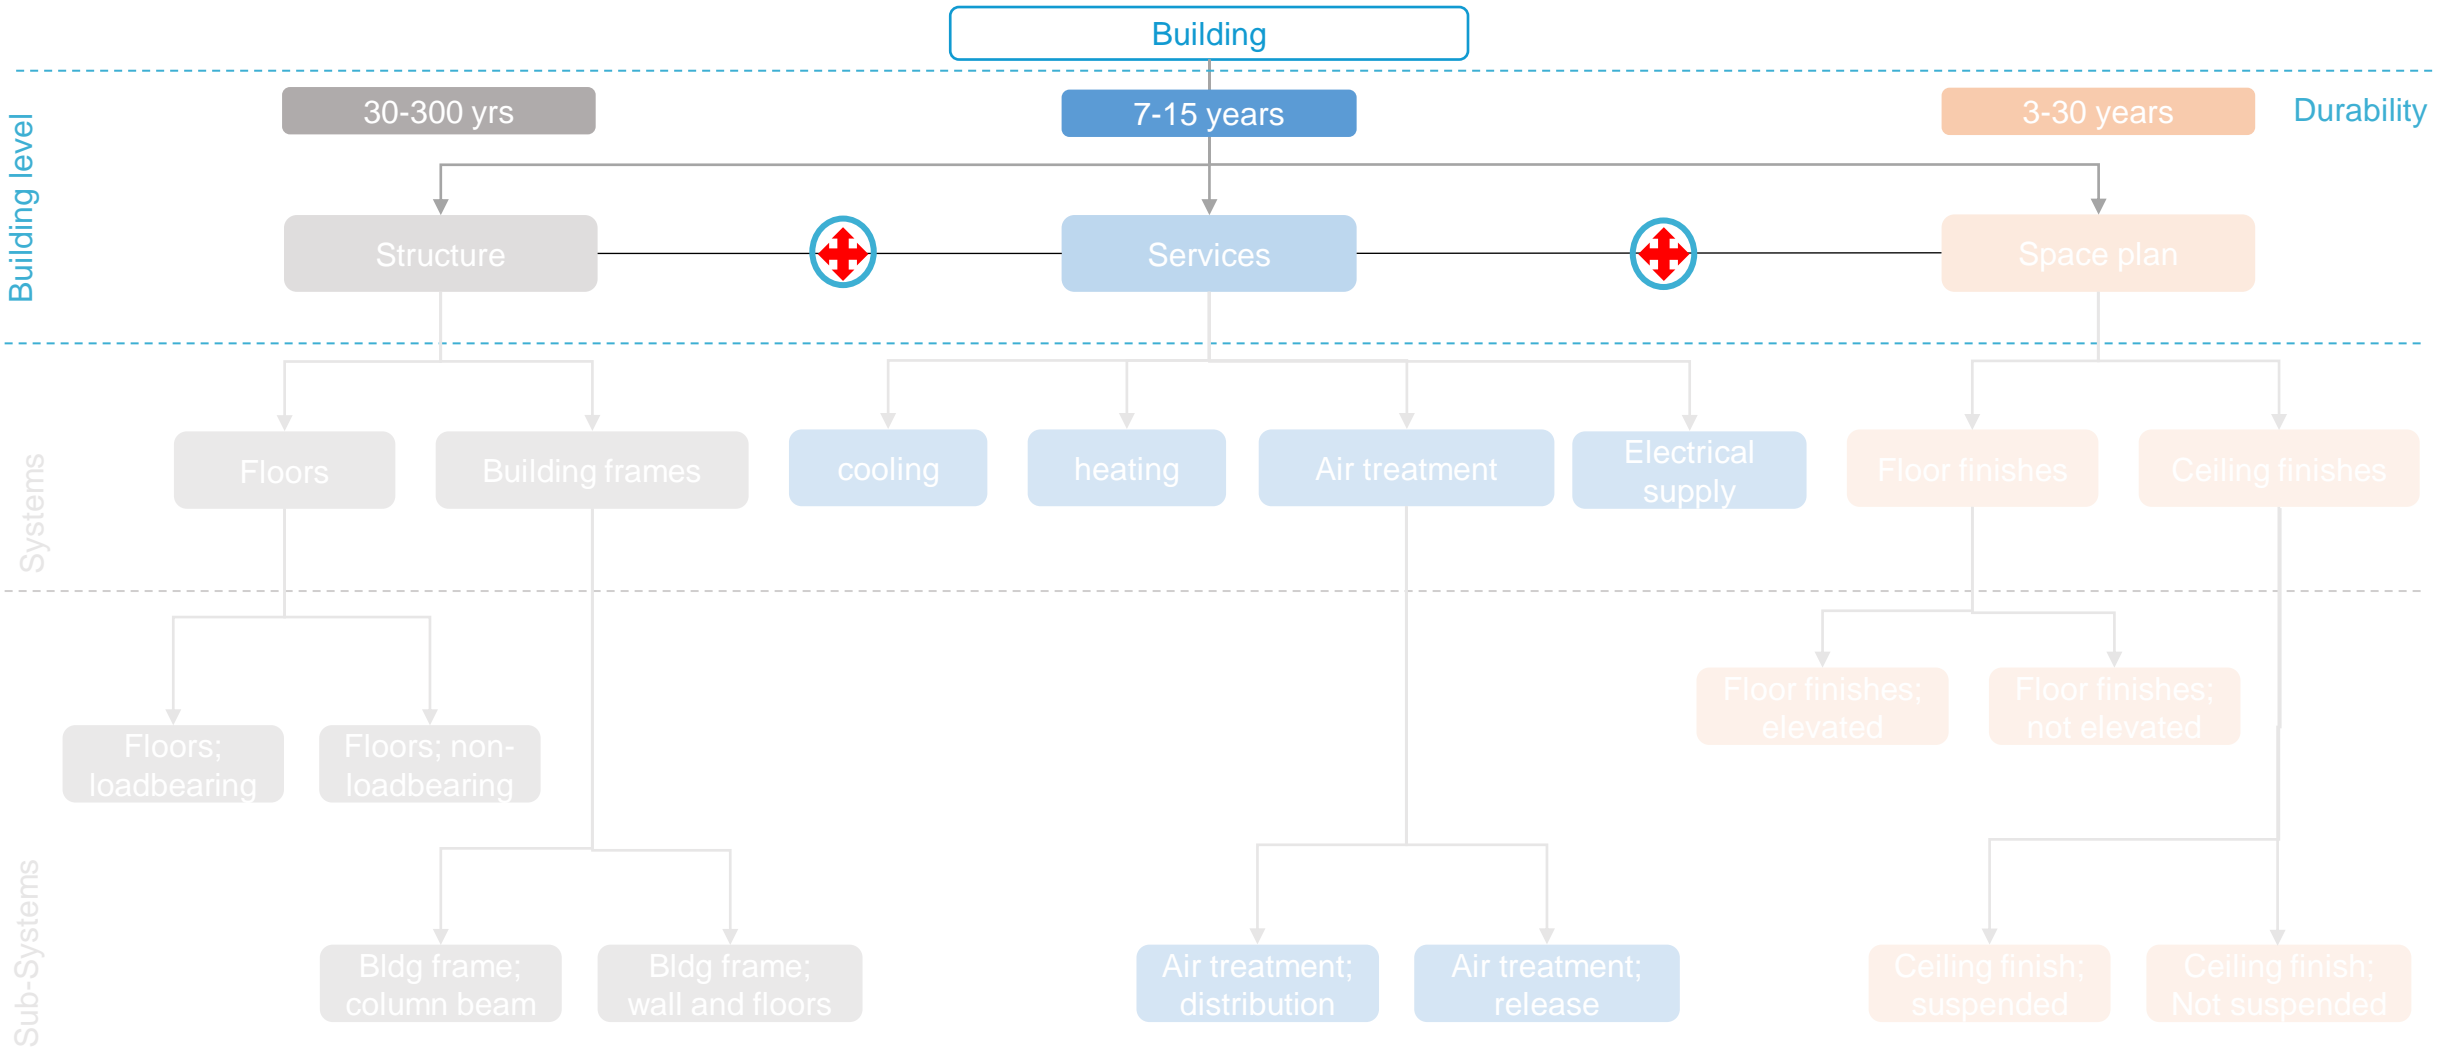 Building
30-300 yrs
7-15 years
3-30 years
Durability
Building level
Structure
Services
Space plan
Systems
Floors
Building frames
cooling
heating
Air treatment
Electrical
supply
Floor finishes
Ceiling finishes
Sub-Systems
Floor finishes;
elevated
Floor finishes;
not elevated
Floors;
loadbearing
Floors; non-
loadbearing
Bldg frame;
column beam
Bldg frame;
wall and floors
Air treatment;
distribution
Air treatment;
release
Ceiling finish;
suspended
Ceiling finish;
Not suspended